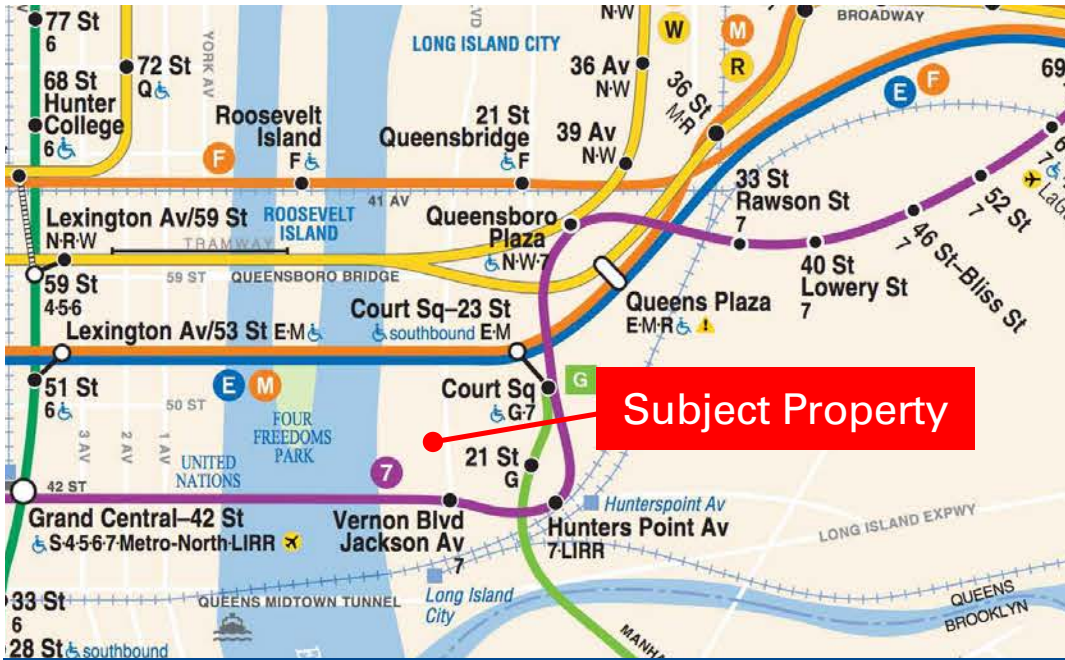 77 St
6
68 St
Hunter
College
6
YORK AV
72 St
Q
F
Roosevelt
Island
F
LONG ISLAND CITY
21 St
Queensbridge
F
N·W
W
M
R
36 Av
N·W
39 Av
N·W
36 St
M·R
BROADWAY
E
F
69
7
52 St
7
46 St–Bliss St
7
33 St
Rawson St
7
40 St
Lowery St
7
41 AV
Lexington Av/59 St
N·R·W
ROOSEVELT
ISLAND
TRAMWAY
Queensboro
Plaza
N·W·7
59 St
4·5·6
59 ST
QUEENSBORO BRIDGE
Queens Plaza
E·M·R
Lexington Av/53 St E·M
Court Sq–23 St
southbound E·M
51 St
6
E
M
50 ST
3 AV
2 AV
1 AV
FOUR
FREEDOMS
PARK
UNITED
NATIONS
Court Sq
G·7
G
Subject Property
21 St
G
7
42 ST
Grand Central–42 St
S·4·5·6·7·Metro-North·LIRR
Vernon Blvd
Jackson Av
7
Hunterspoint Av
Hunters Point Av
7·LIRR
LONG ISLAND EXPWY
Long Island
City
33 St
6
QUEENS MIDTOWN TUNNEL
28 St southbound
QUEENS
BROOKLYN